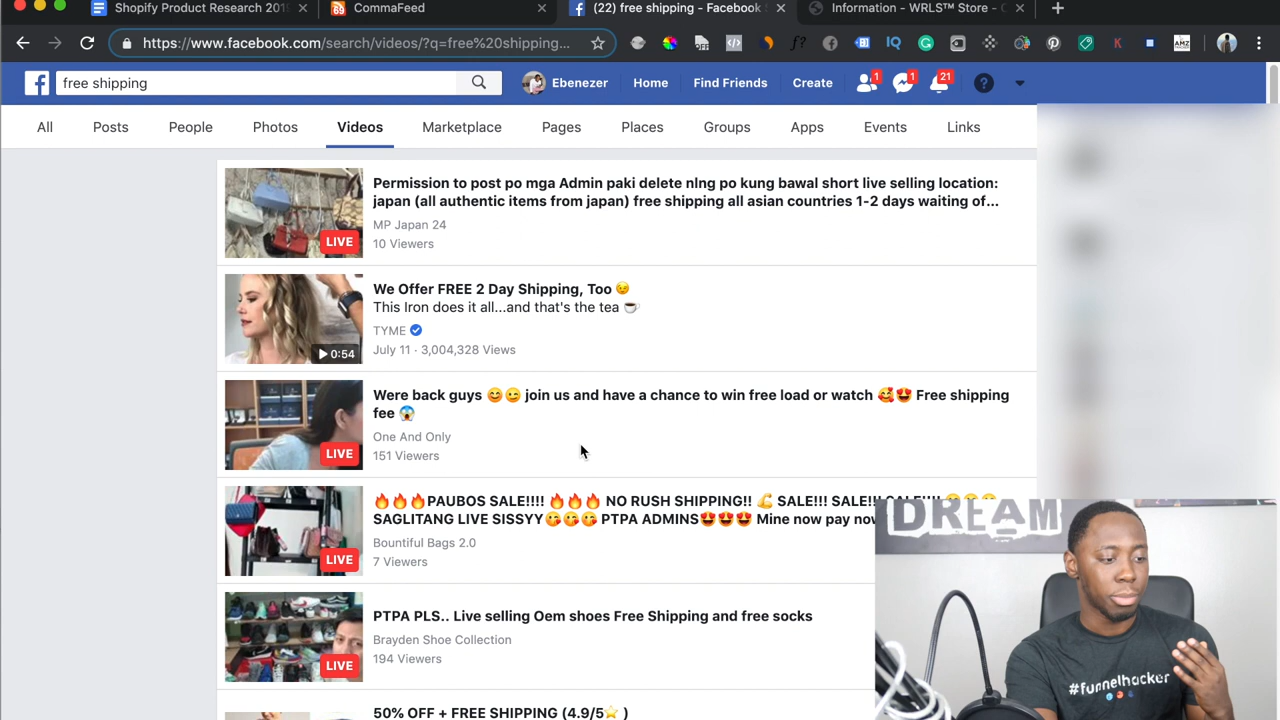 Shopify Product Research 201
CommaFeed
(22) free shipping - Facebook S
Information - WRLS™ Store - C
https://www.facebook.com/search/videos/?q=free%20shipping...
OFF
IQ
K
free shipping
Ebenezer
Home
Find Friends
Create
1
1
21
All
Posts
People
Photos
Videos
Marketplace
Pages
Places
Groups
Apps
Events
Links
Permission to post po mga Admin paki delete nlng po kung bawal short live selling location:
japan (all authentic items from japan) free shipping all asian countries 1-2 days waiting of...
MP Japan 24
10 Viewers
LIVE
We Offer FREE 2 Day Shipping, Too 😉
This Iron does it all...and that's the tea ☕
TYME
July 11 · 3,004,328 Views
0:54
Were back guys 😊😉 join us and have a chance to win free load or watch 🥰😍 Free shipping
fee 😱
One And Only
151 Viewers
LIVE
🔥🔥🔥PAUBOS SALE!!!! 🔥🔥🔥 NO RUSH SHIPPING!! 💪 SALE!!! SALE!!! SALE!!!!
SAGLITANG LIVE SISSYY😘😘😘 PTPA ADMINS😍😍😍 Mine now pay now
Bountiful Bags 2.0
7 Viewers
LIVE
PTPA PLS.. Live selling Oem shoes Free Shipping and free socks
Brayden Shoe Collection
194 Viewers
LIVE
50% OFF + FREE SHIPPING (4.9/5⭐ )
DREAM
#funnelhacker